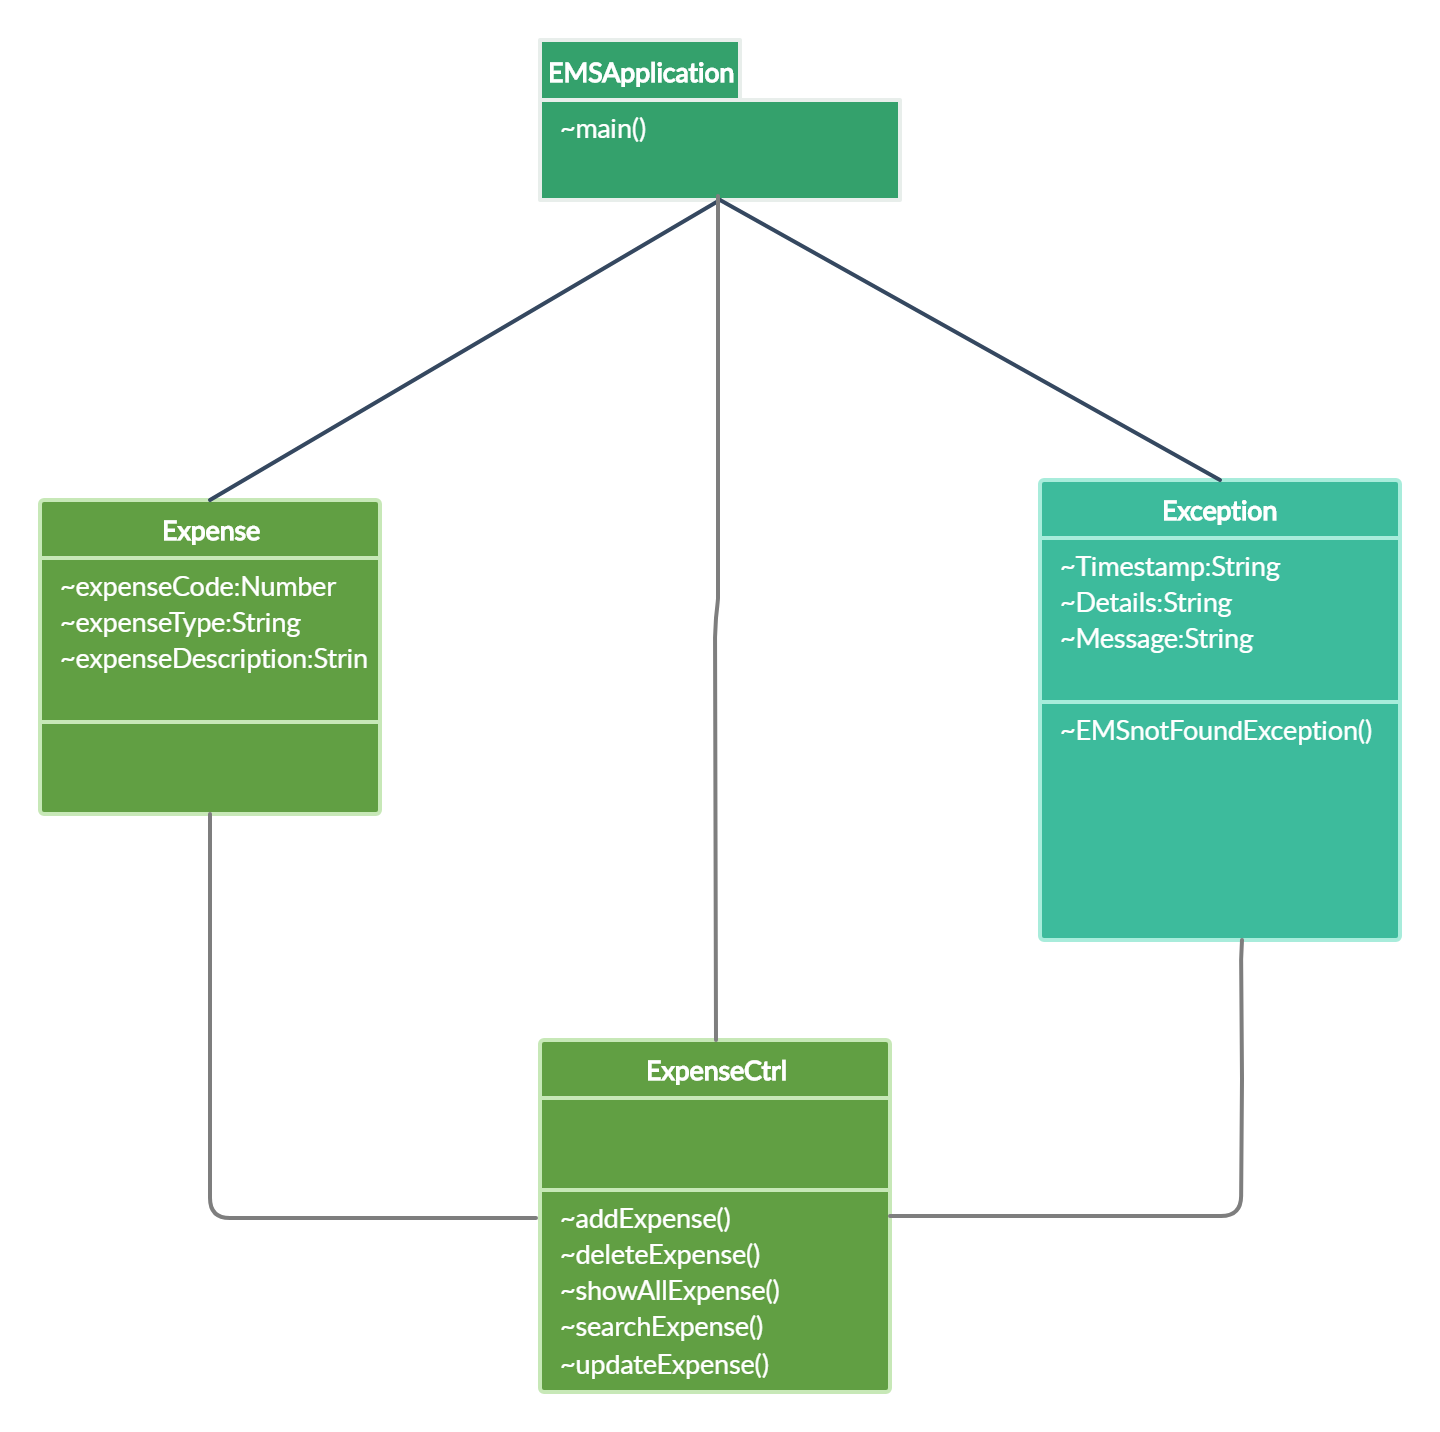 EMSApplication
~main()
Expense
~expenseCode:Number
~expenseType:String
~expenseDescription:Strin
Exception
~Timestamp:String
~Details:String
~Message:String
~EMSnotFoundException()
ExpenseCtrl
~addExpense()
~deleteExpense()
~showAllExpense()
~searchExpense()
~updateExpense()